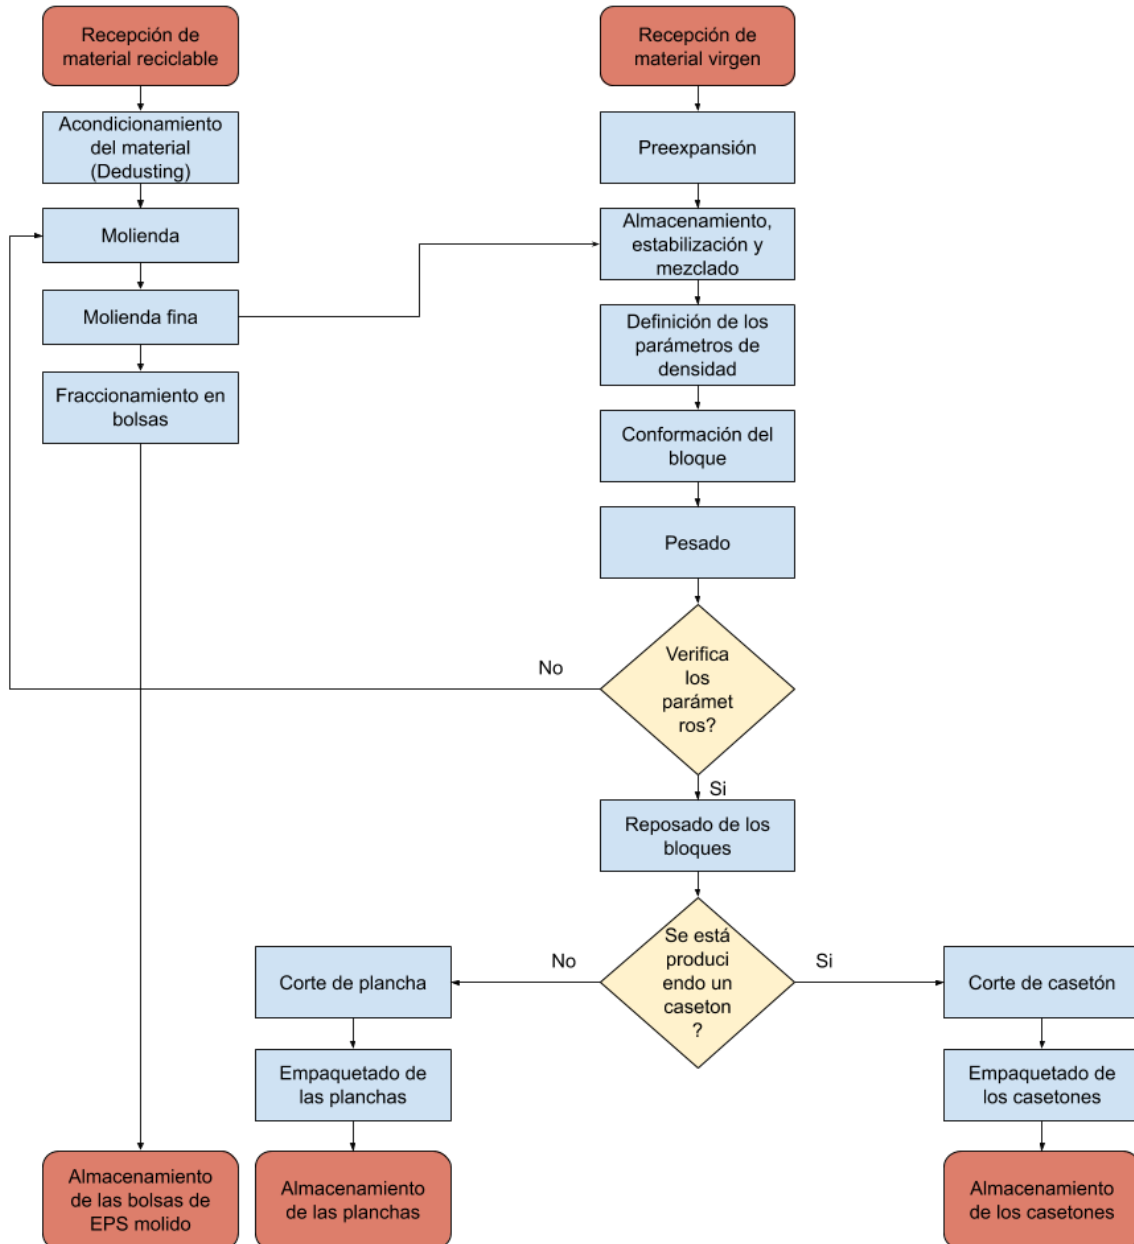 Recepción de
material reciclable
Acondicionamiento
del material
(Dedusting)
Molienda
Molienda fina
Fraccionamiento en
bolsas
Recepción de
material virgen
Preexpansión
Almacenamiento,
estabilización y
mezclado
Definición de los
parámetros de
densidad
Conformación del
bloque
Pesado
Verifica
los
parámet
ros?
No
Si
Reposado de los
bloques
Se está
produci
endo un
caseton
?
No
Si
Corte de plancha
Empaquetado de
las planchas
Corte de casetón
Empaquetado de
los casetones
Almacenamiento
de las bolsas de
EPS molido
Almacenamiento
de las planchas
Almacenamiento
de los casetones